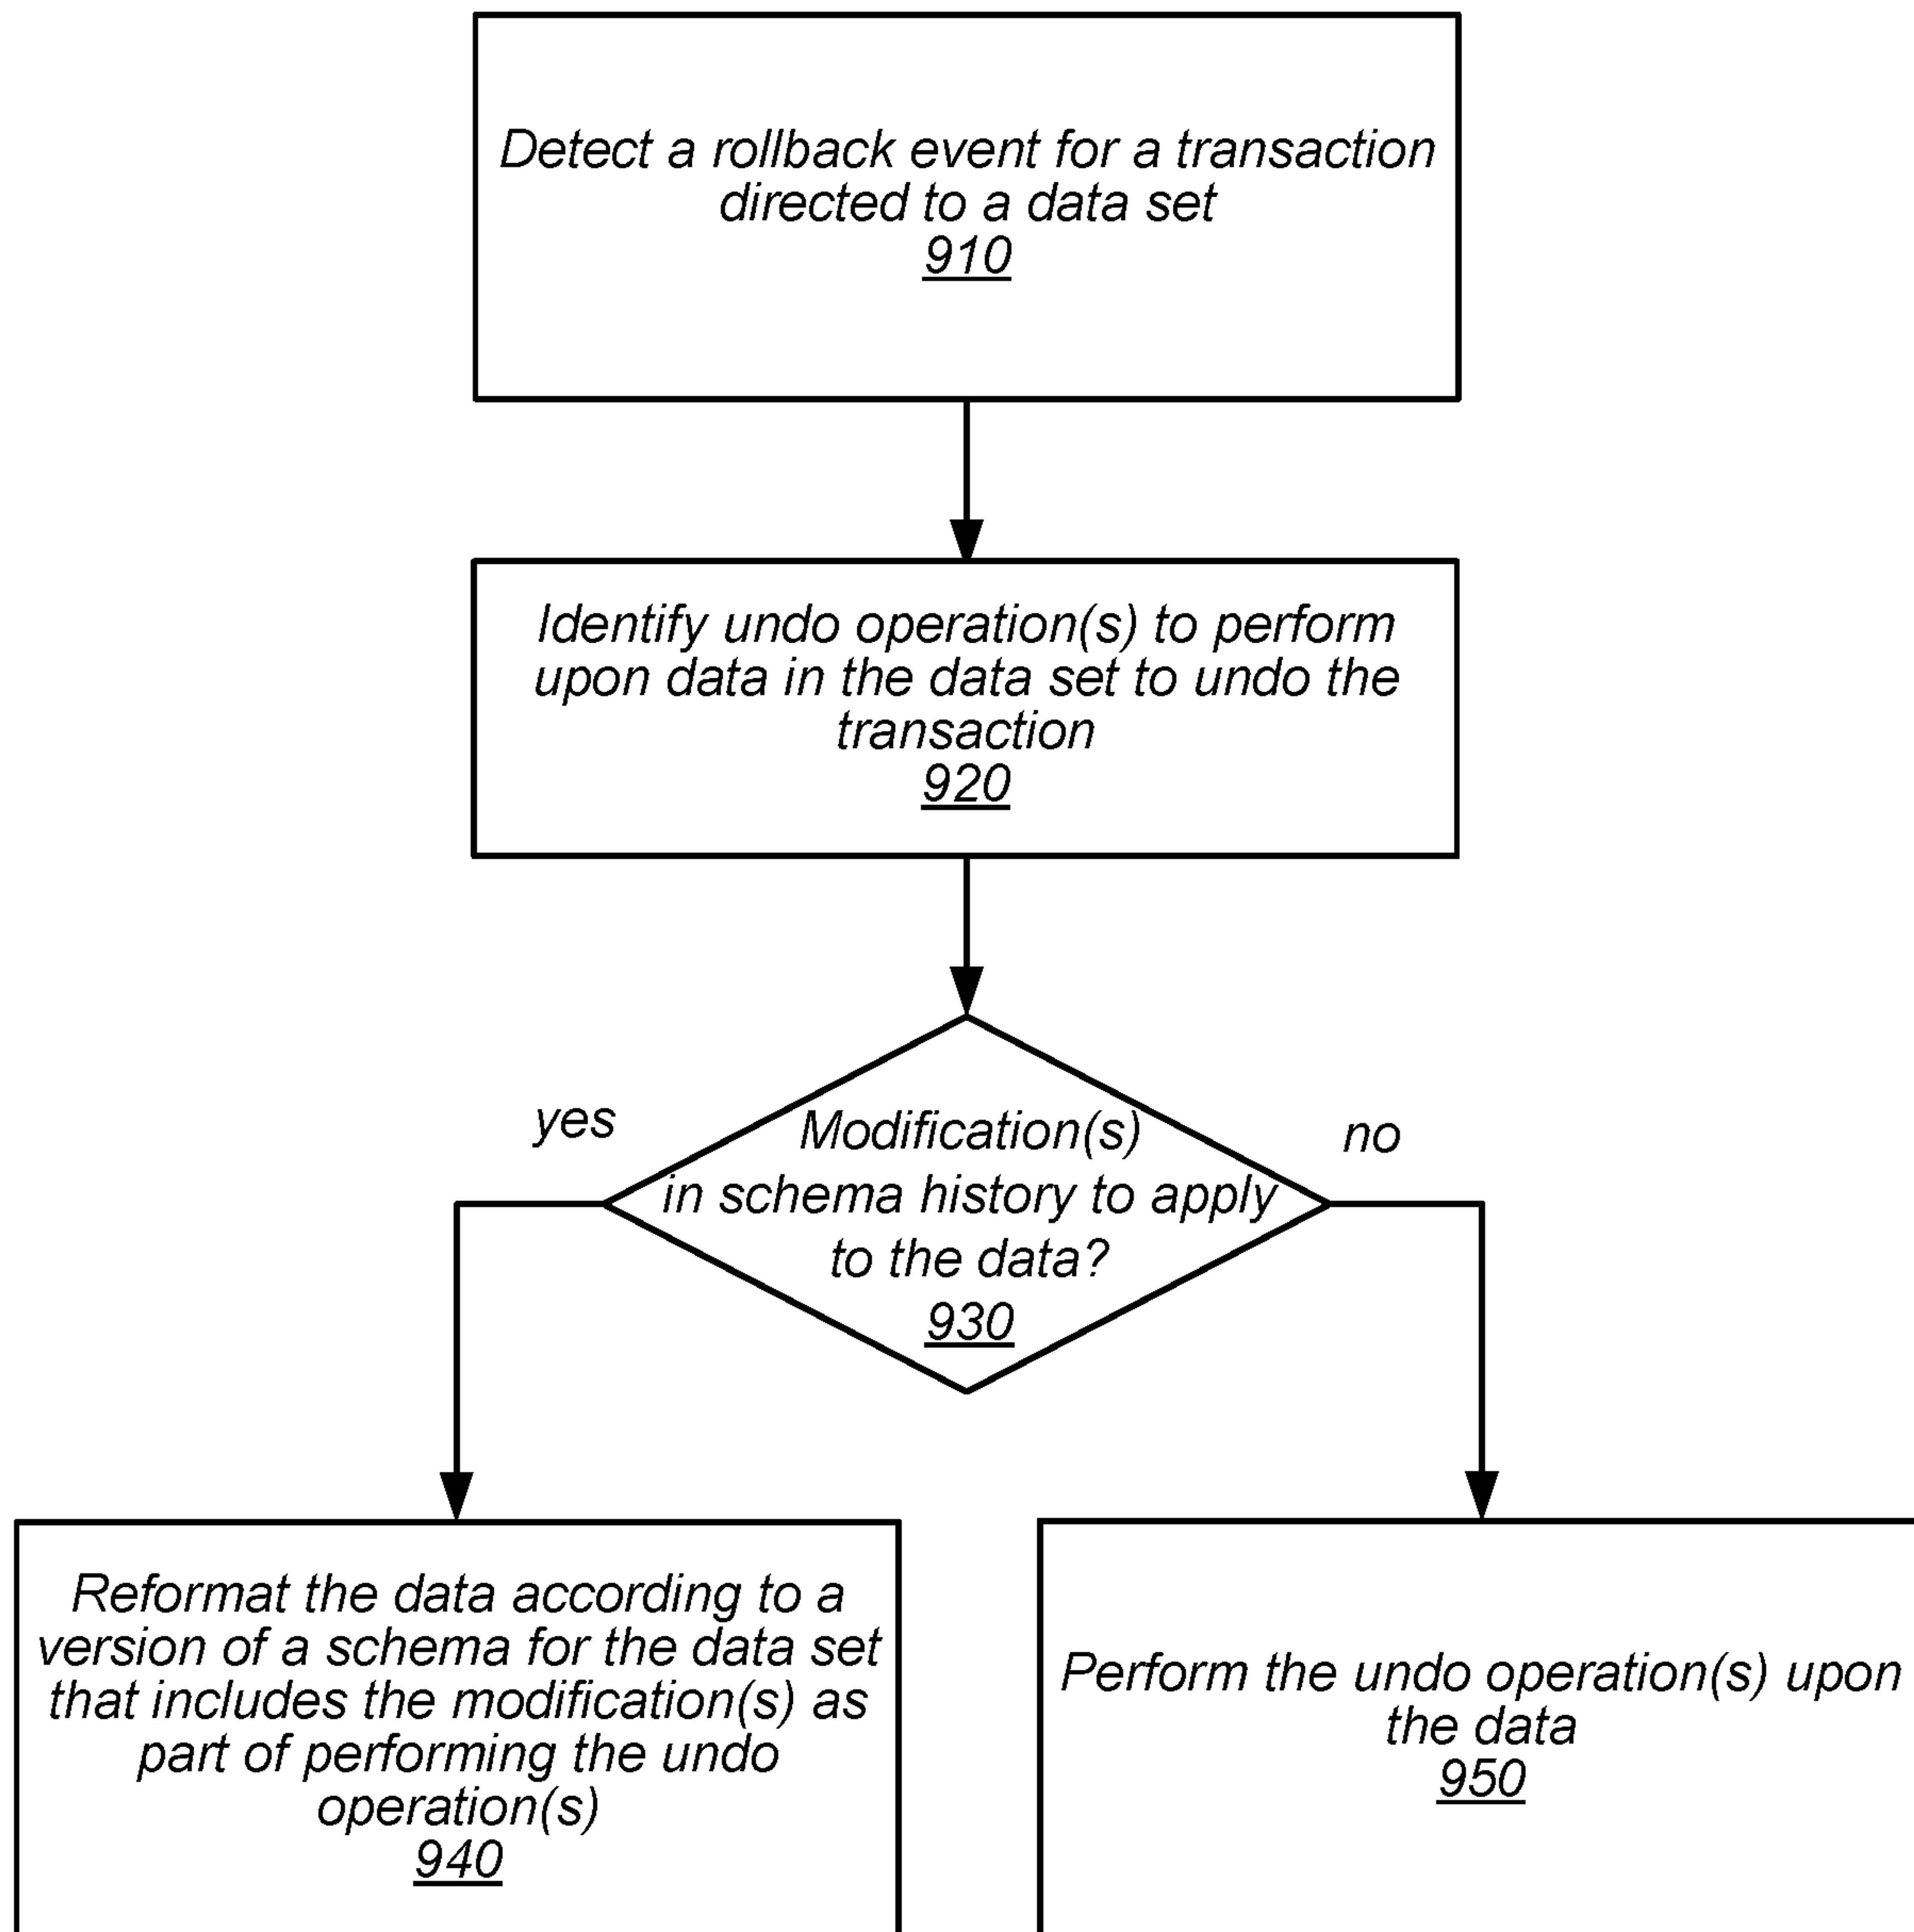 Detect a rollback event for a transaction
directed to a data set
910
Identify undo operation(s) to perform
upon data in the data set to undo the
transaction
920
yes
no
Modification(s)
in schema history to apply
to the data?
930
Reformat the data according to a
version of a schema for the data set
that includes the modification(s) as
part of performing the undo
operation(s)
940
Perform the undo operation(s) upon
the data
950